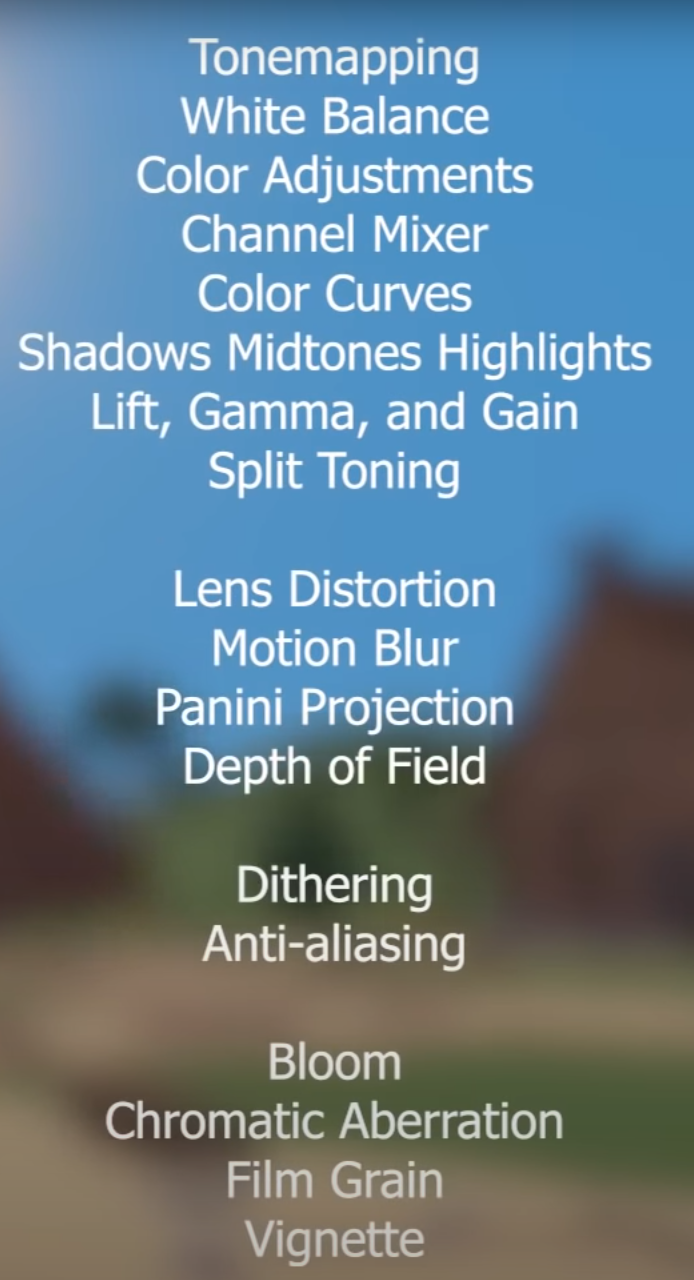 Tonemapping
White Balance
Color Adjustments
Channel Mixer
Color Curves
Shadows Midtones Highlights
Lift, Gamma, and Gain
Split Toning
Lens Distortion
Motion Blur
Panini Projection
Depth of Field
Dithering
Anti-aliasing
Bloom
Chromatic Aberration
Film Grain
Vignette